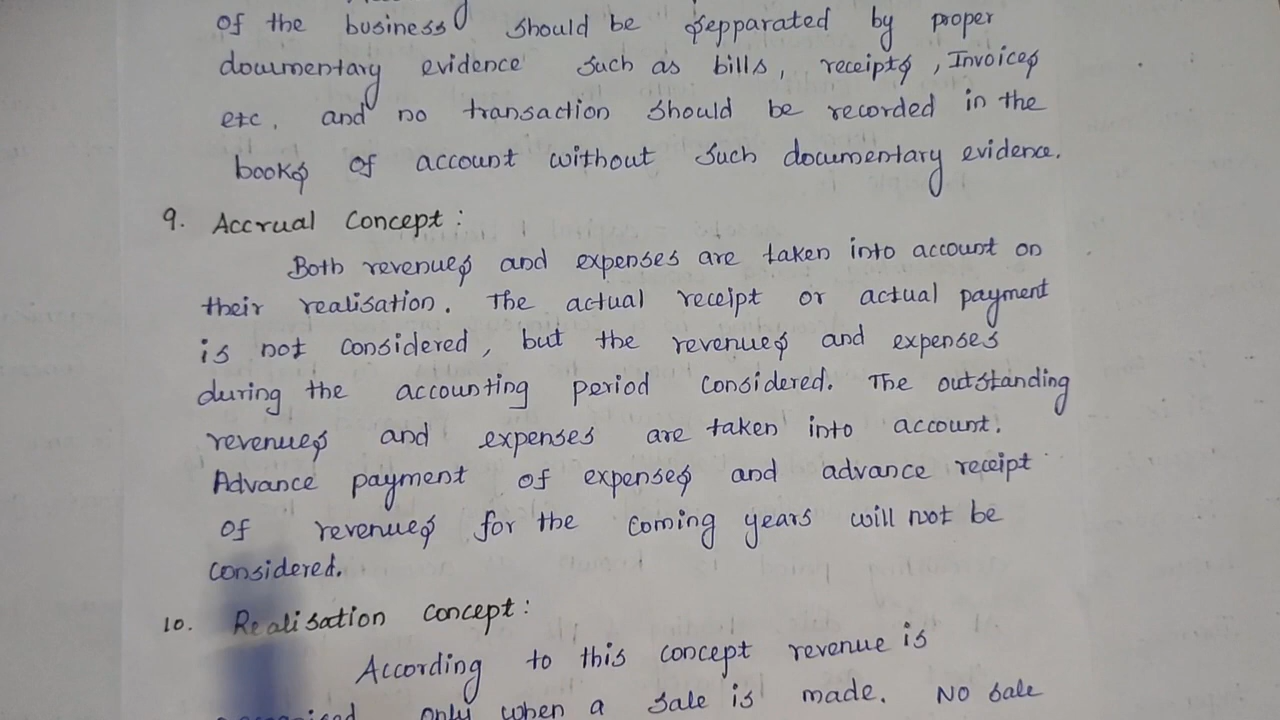 of the business should be sepparated by proper
documentary evidence such as bills, receipts, Invoices
etc. and no transaction should be recorded in the
books of account without such documentary evidence.
9. Accrual Concept:
Both revenues and expenses are taken into account on
their realisation. The actual receipt or actual payment
is not considered, but the revenues and expenses
during the accounting period considered. The outstanding
revenues and expenses are taken into account.
Advance payment of expenses and advance receipt
of revenues for the coming years will not be
considered.
10. Realisation concept:
According to this concept revenue is
only when a sale is made. No sale